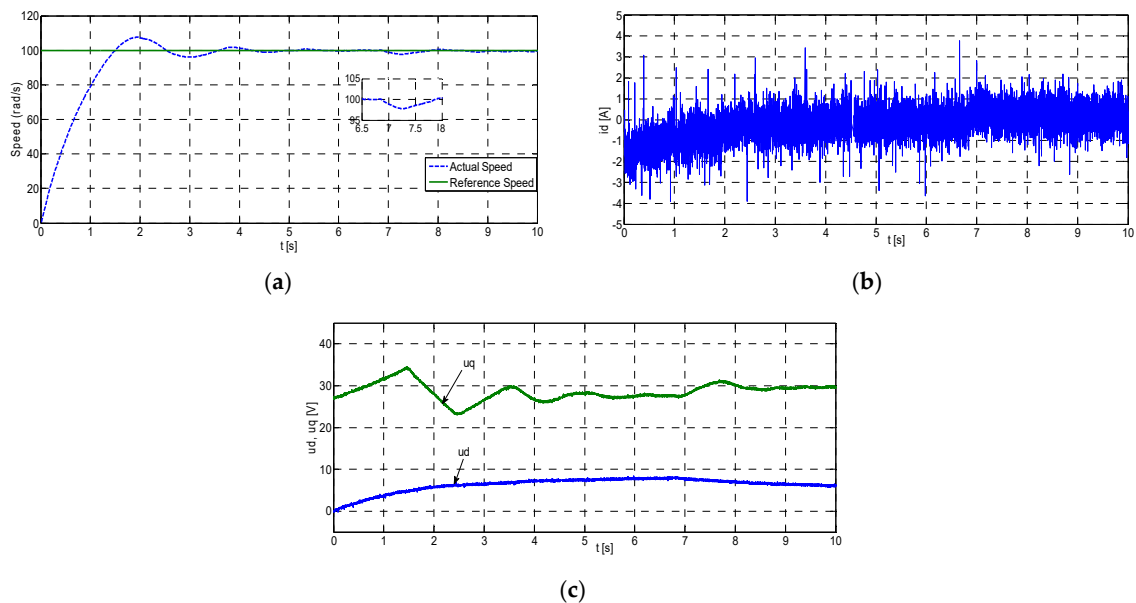 120
100
80
60
40
20
0
Speed (rad/s)
105
100
95
6.5 7 7.5 8
Actual Speed
Reference Speed
0 1 2 3 4 5 6 7 8 9 10
t [s]
(a)
5
4
3
2
1
0
-1
-2
-3
-4
-5
id [A]
0 1 2 3 4 5 6 7 8 9 10
t [s]
(b)
40
30
20
10
0
ud, uq [V]
uq
ud
0 1 2 3 4 5 6 7 8 9 10
t [s]
(c)